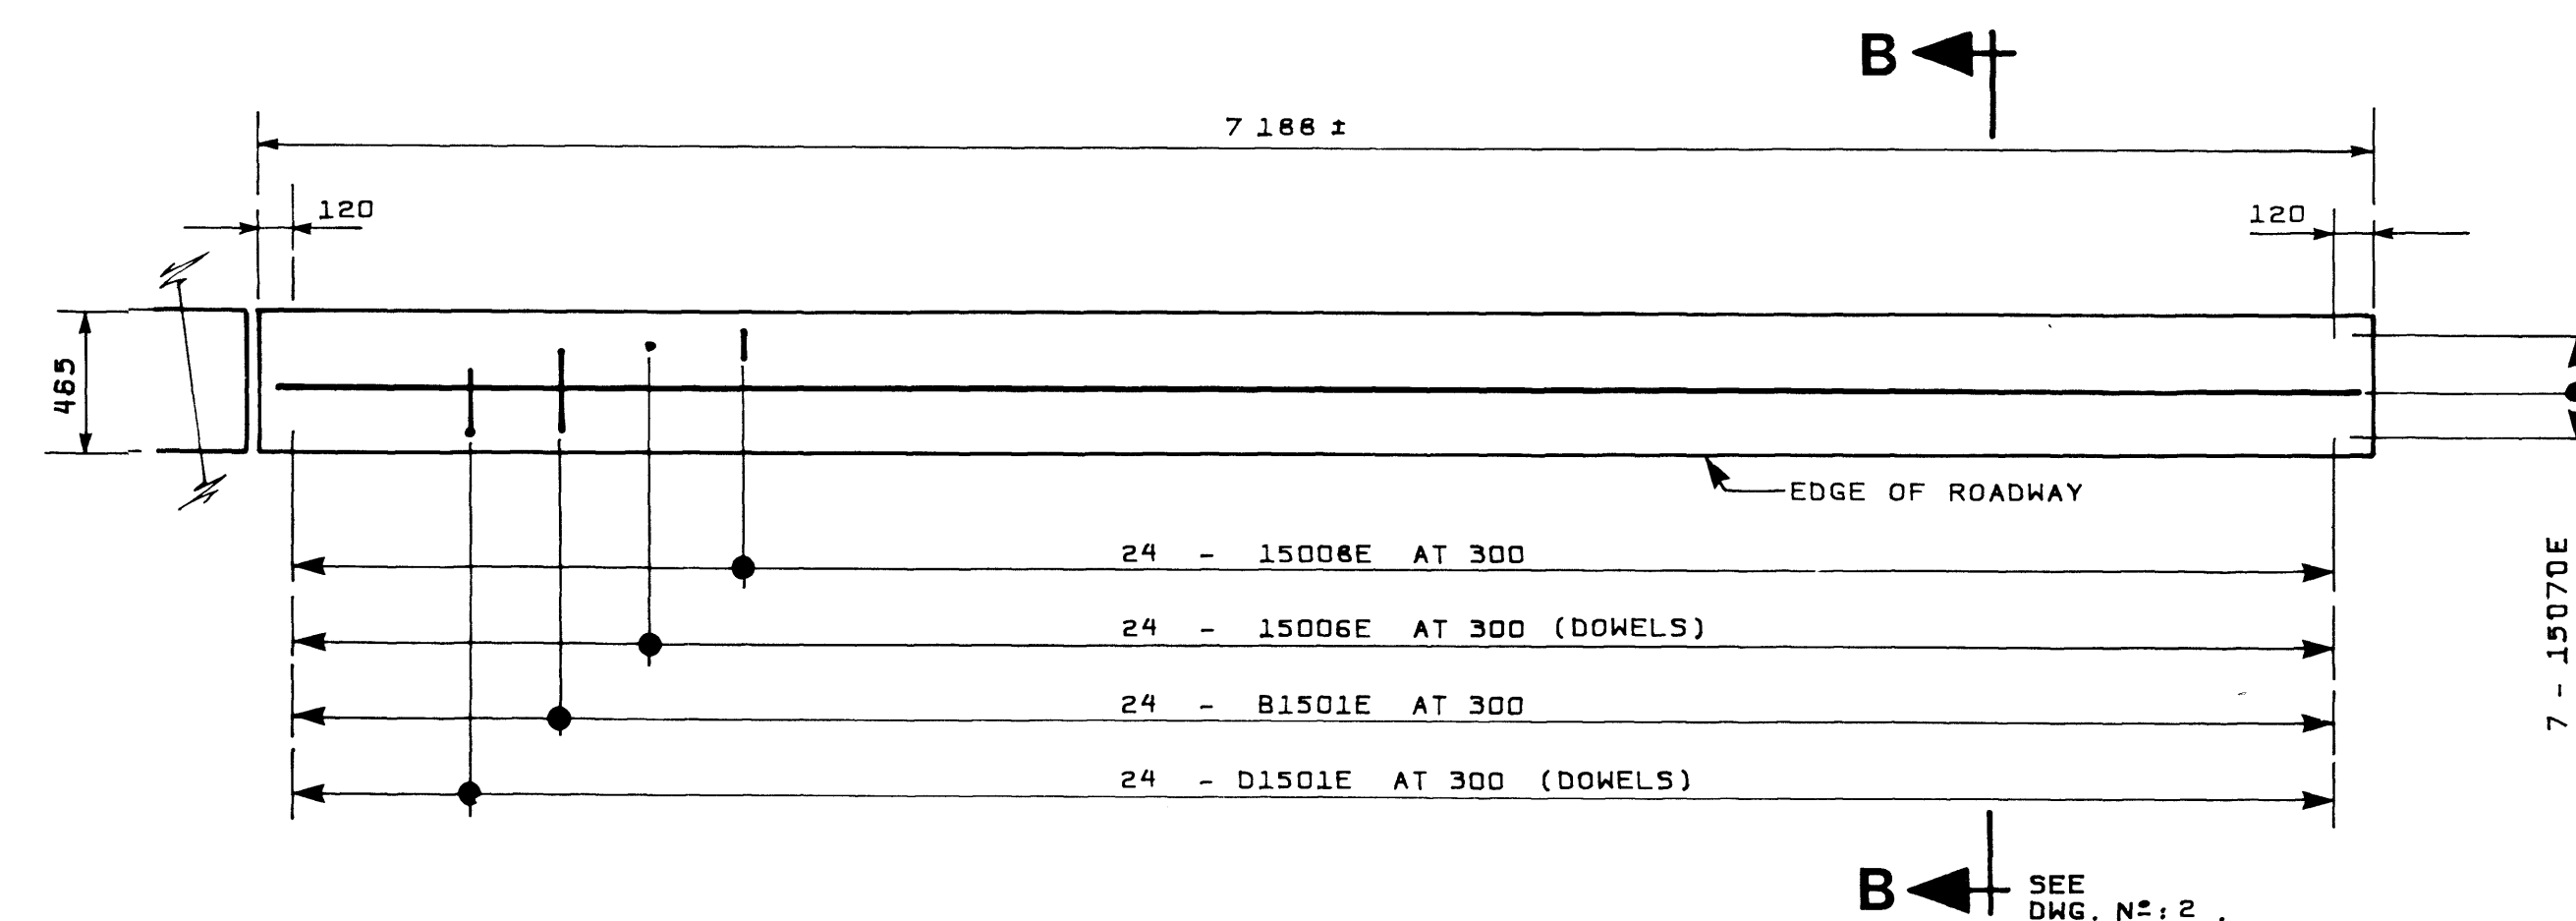 B
7 188 ±
120
120
465
EDGE OF ROADWAY
24 - 15008E AT 300
24 - 15006E AT 300 (DOWELS)
24 - B1501E AT 300
24 - D1501E AT 300 (DOWELS)
7 - 15070E
B
SEE
DWG. Nº: 2 .